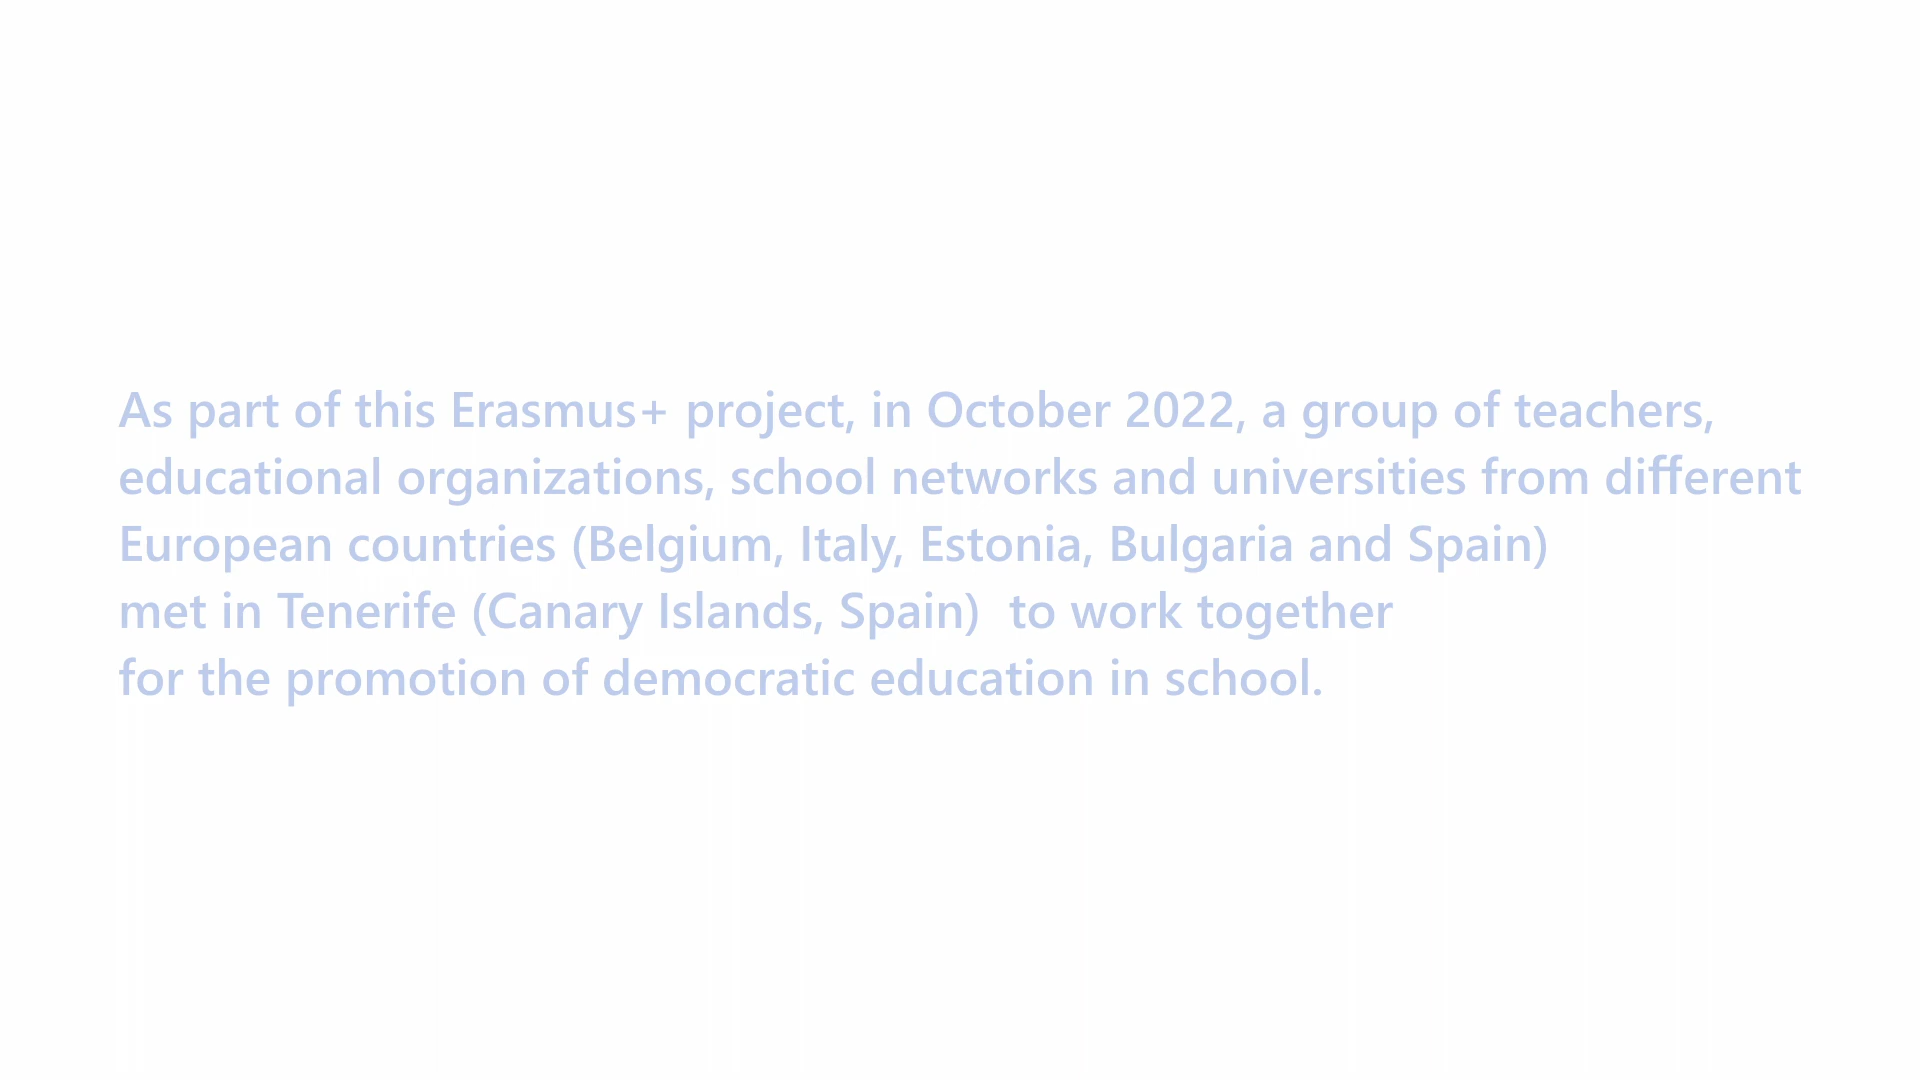 As part of this Erasmus+ project, in October 2022, a group of teachers,
educational organizations, school networks and universities from different
European countries (Belgium, Italy, Estonia, Bulgaria and Spain)
met in Tenerife (Canary Islands, Spain)  to work together
for the promotion of democratic education in school.